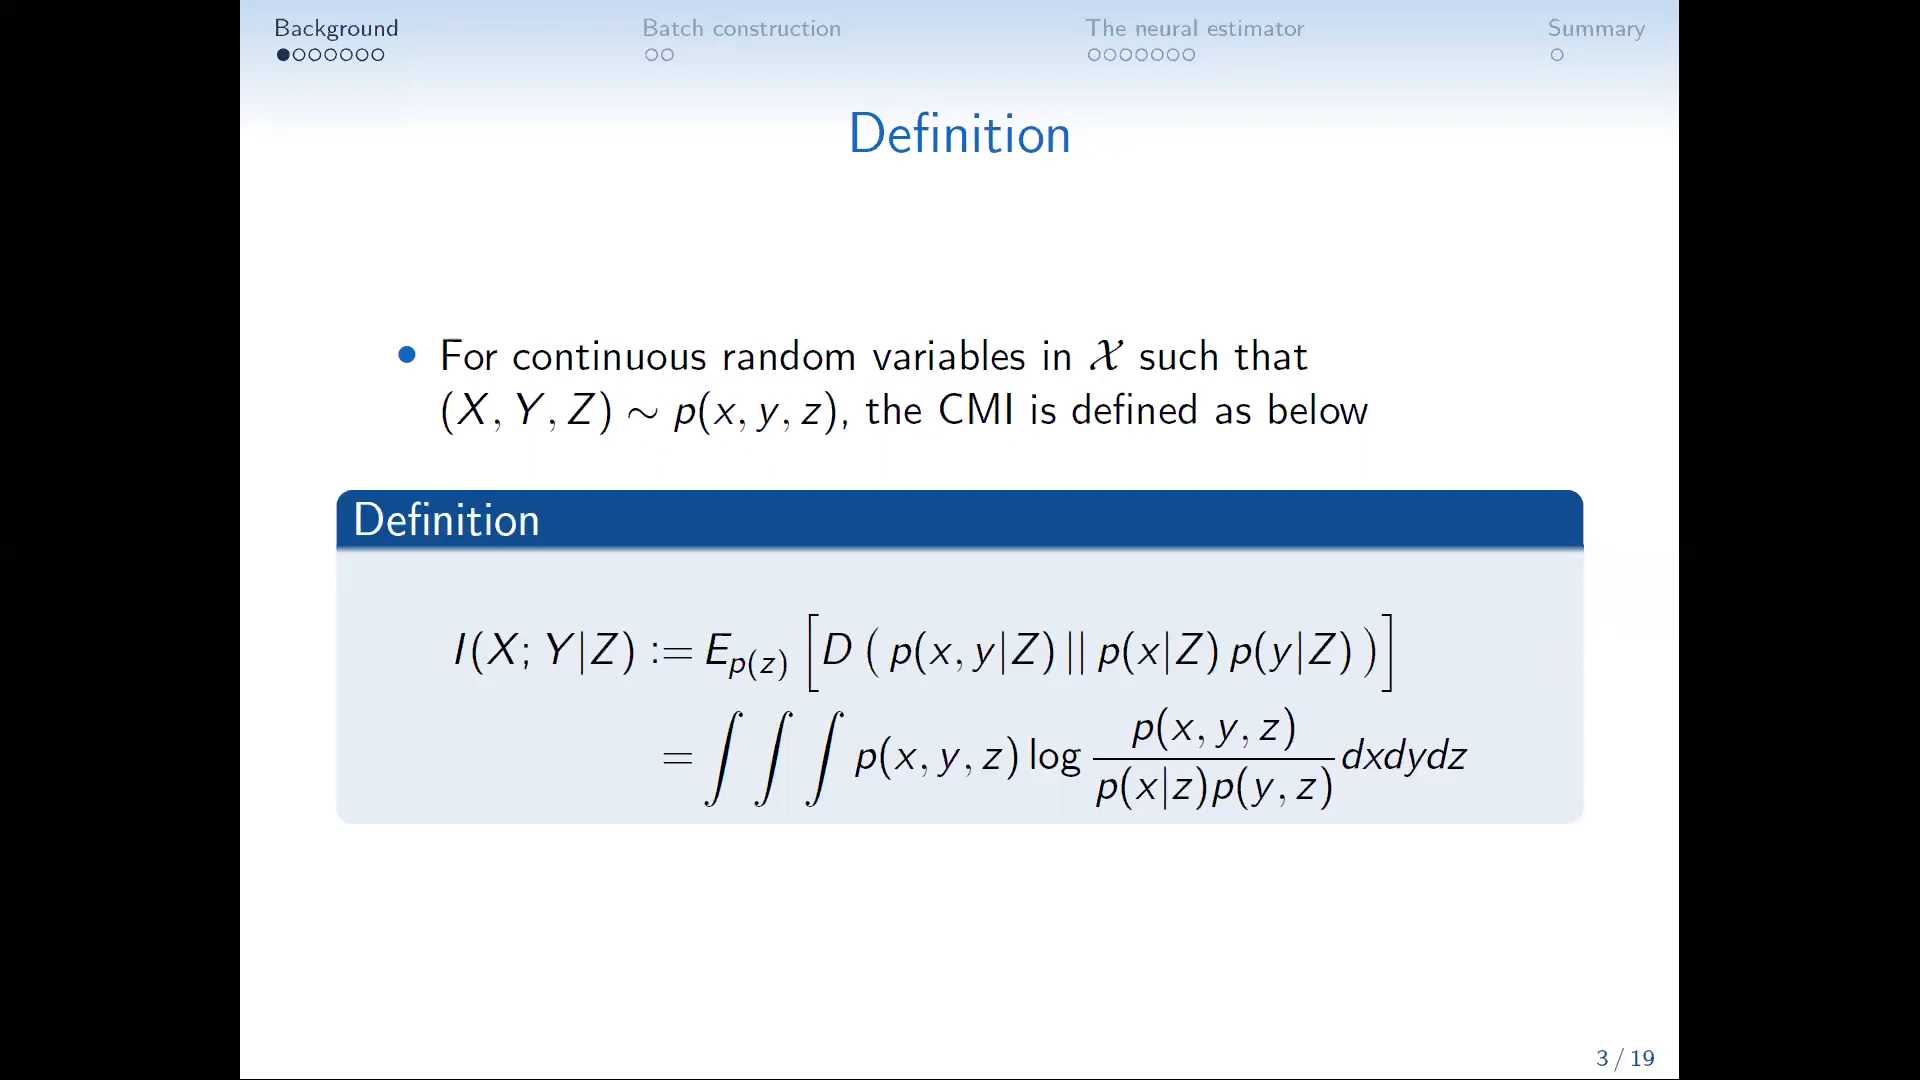 Background Batch construction The neural estimator Summary
Definition
• For continuous random variables in 𝒳 such that
(X, Y, Z) ∼ p(x, y, z), the CMI is defined as below
Definition
I(X; Y|Z) := E_{p(z)} [ D ( p(x, y|Z) || p(x|Z) p(y|Z) ) ]
= ∫ ∫ ∫ p(x, y, z) log \frac{p(x, y, z)}{p(x|z)p(y, z)} dxdydz
3 / 19